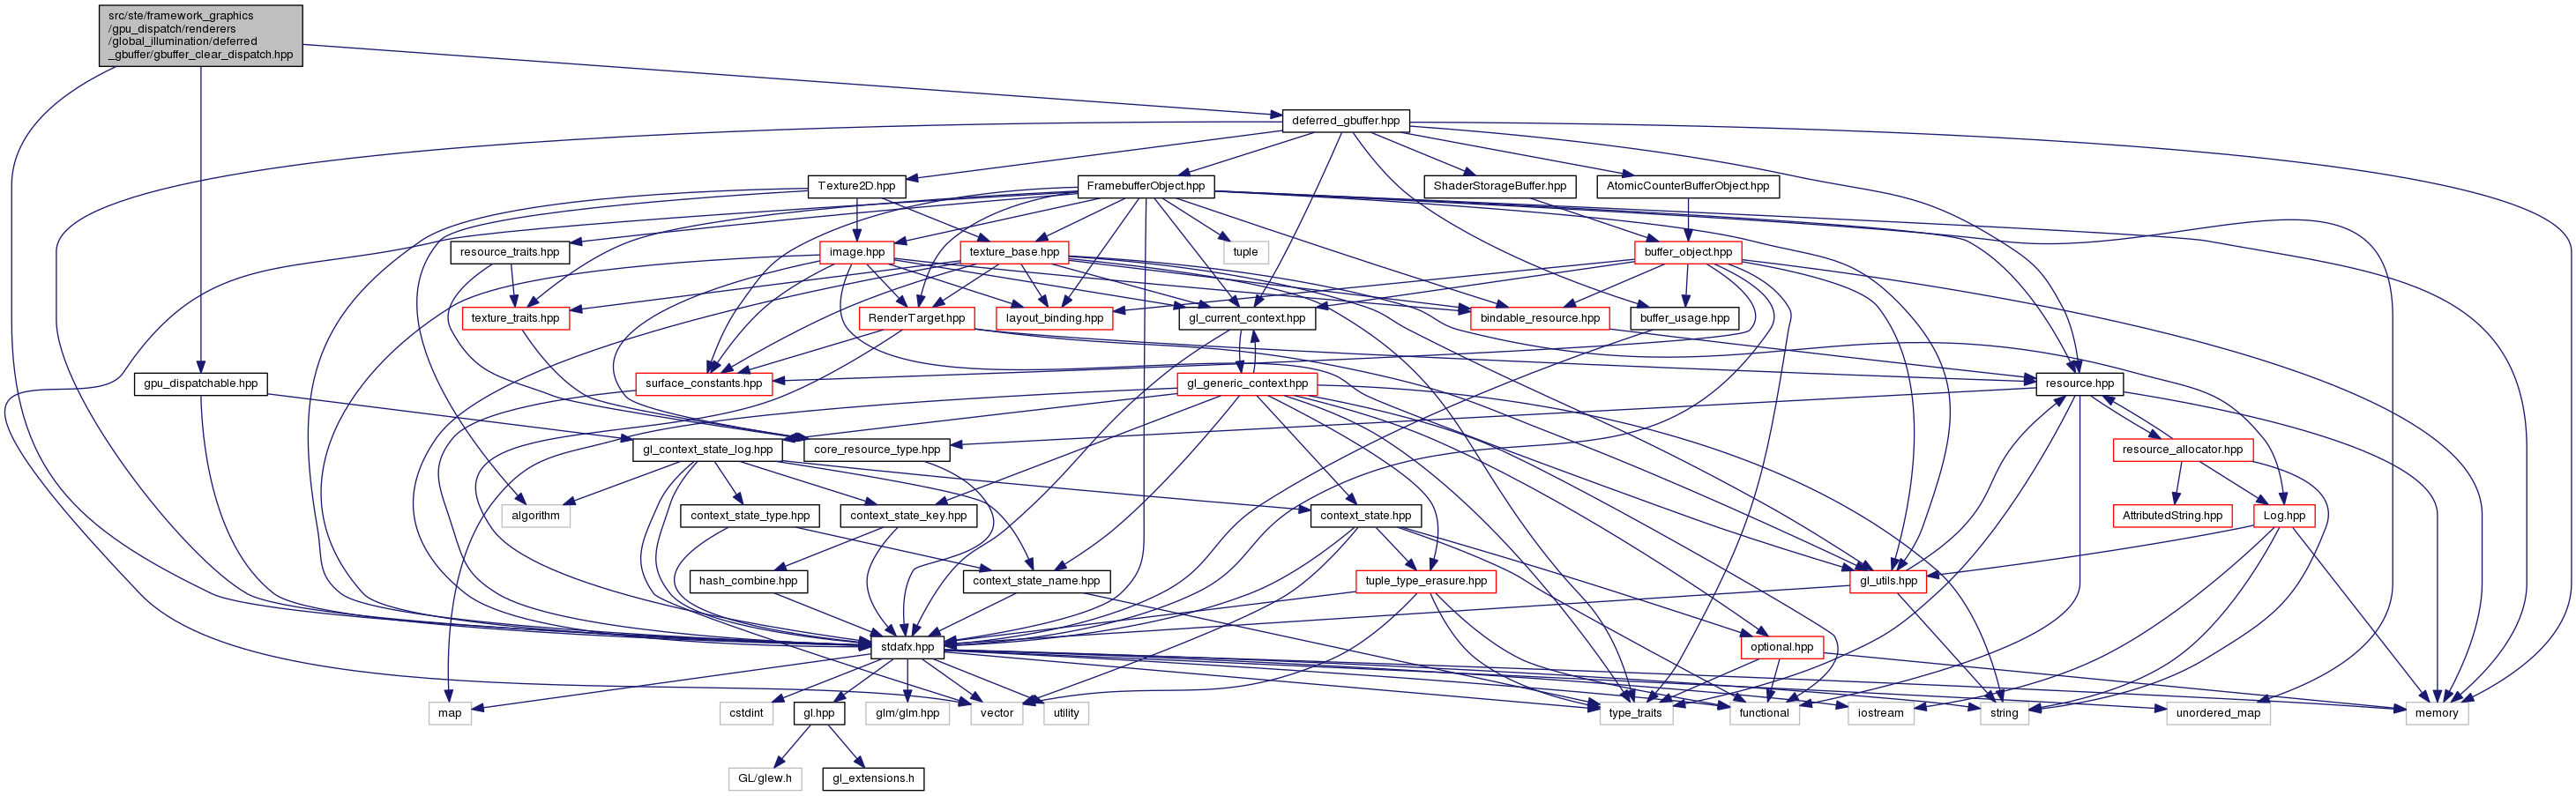 src/ste/framework_graphics
/gpu_dispatch/renderers
/global_illumination/deferred
_gbuffer/gbuffer_clear_dispatch.hpp
deferred_gbuffer.hpp
Texture2D.hpp
FramebufferObject.hpp
ShaderStorageBuffer.hpp
AtomicCounterBufferObject.hpp
resource_traits.hpp
image.hpp
texture_base.hpp
tuple
buffer_object.hpp
texture_traits.hpp
RenderTarget.hpp
layout_binding.hpp
gl_current_context.hpp
bindable_resource.hpp
buffer_usage.hpp
gpu_dispatchable.hpp
surface_constants.hpp
gl_generic_context.hpp
resource.hpp
gl_context_state_log.hpp
core_resource_type.hpp
resource_allocator.hpp
algorithm
context_state_type.hpp
context_state_key.hpp
context_state.hpp
AttributedString.hpp
Log.hpp
hash_combine.hpp
context_state_name.hpp
tuple_type_erasure.hpp
gl_utils.hpp
stdafx.hpp
optional.hpp
map
cstdint
gl.hpp
glm/glm.hpp
vector
utility
type_traits
functional
iostream
string
unordered_map
memory
GL/glew.h
gl_extensions.h